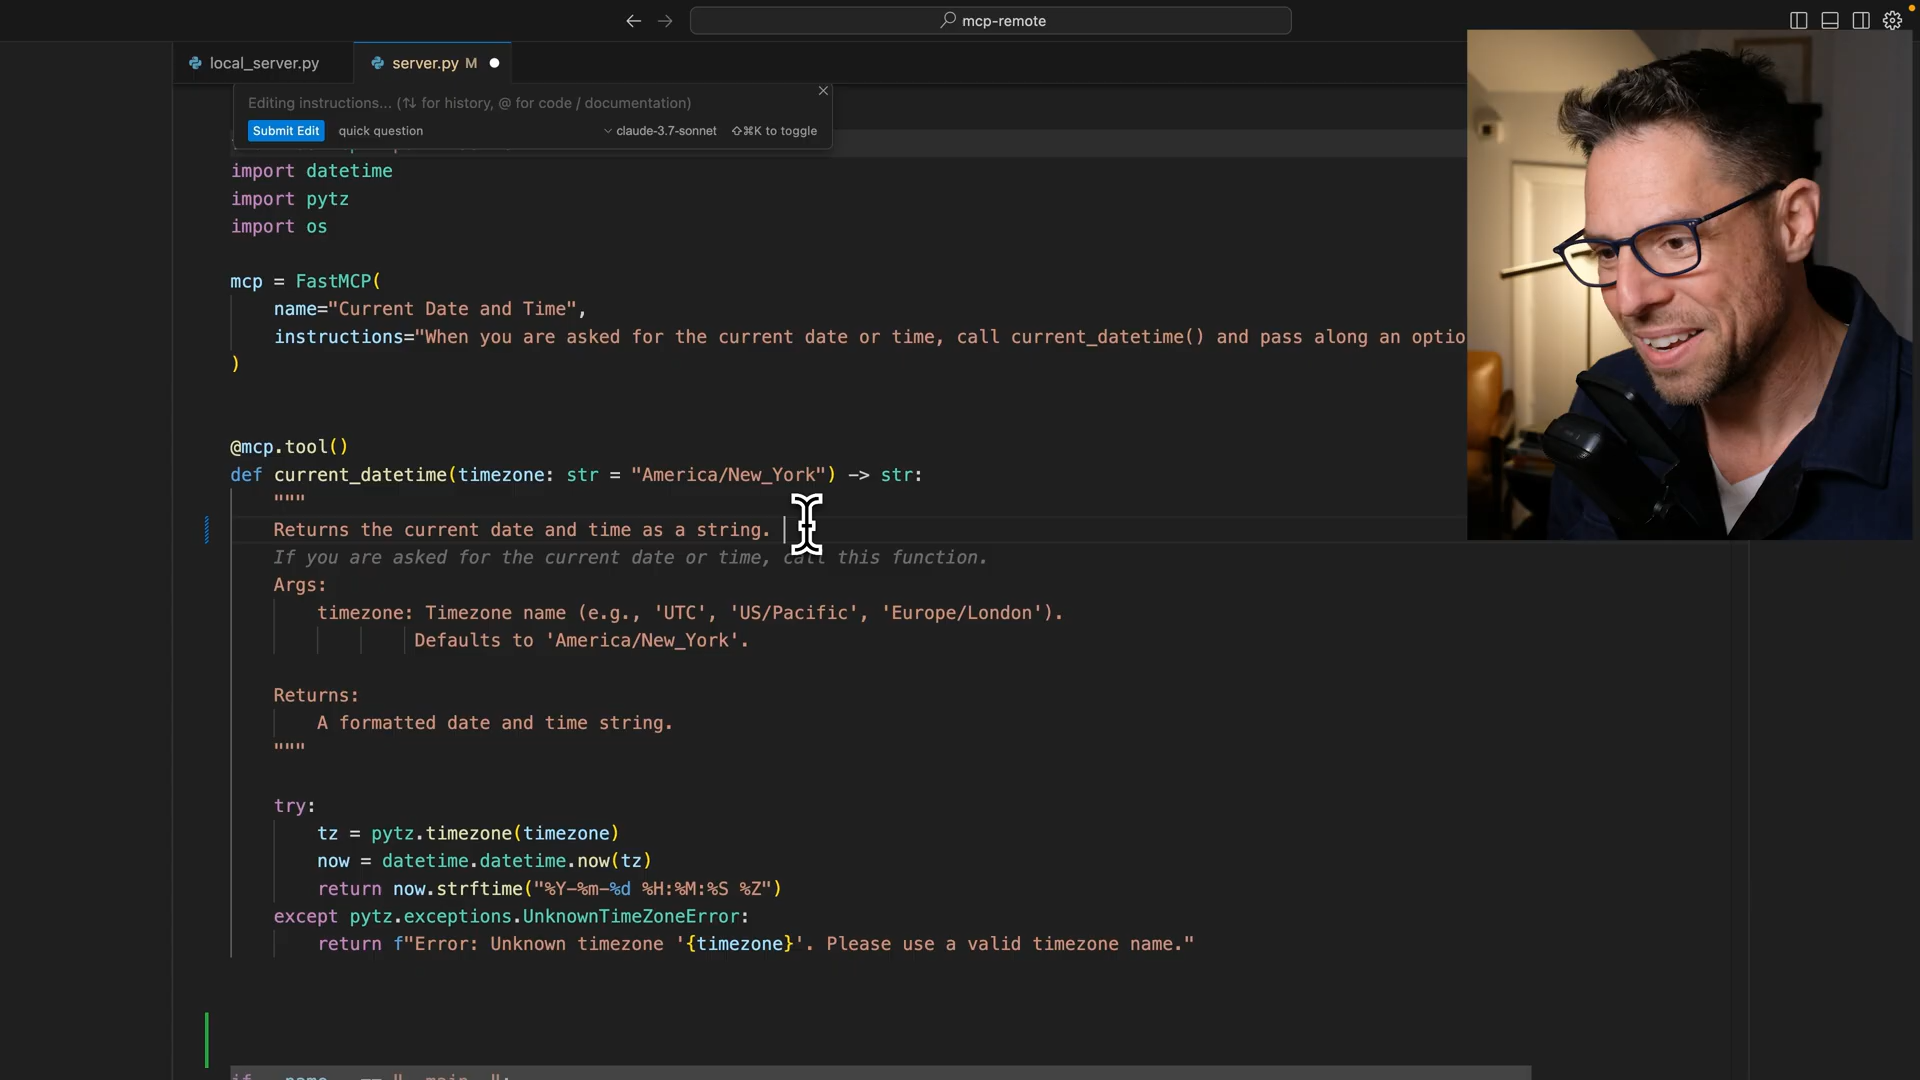 mcp-remote
local_server.py
server.py M
Editing instructions... (⇅ for history, @ for code / documentation)
Submit Edit quick question claude-3.7-sonnet ⇧⌘K to toggle
import datetime
import pytz
import os
mcp = FastMCP(
name="Current Date and Time",
instructions="When you are asked for the current date or time, call current_datetime() and pass along an optio
)
@mcp.tool()
def current_datetime(timezone: str = "America/New_York") -> str:
"""
Returns the current date and time as a string.
If you are asked for the current date or time, call this function.
Args:
timezone: Timezone name (e.g., 'UTC', 'US/Pacific', 'Europe/London').
Defaults to 'America/New_York'.
Returns:
A formatted date and time string.
"""
try:
tz = pytz.timezone(timezone)
now = datetime.datetime.now(tz)
return now.strftime("%Y-%m-%d %H:%M:%S %Z")
except pytz.exceptions.UnknownTimeZoneError:
return f"Error: Unknown timezone '{timezone}'. Please use a valid timezone name."